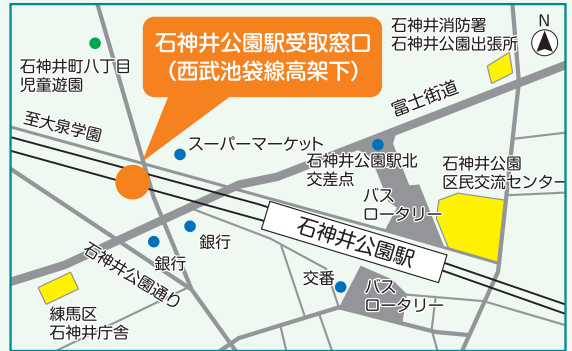 石神井公園駅受取窓口
（西武池袋線高架下）
石神井消防署
石神井公園出張所
N
石神井町八丁目
児童遊園
富士街道
至大泉学園
スーパーマーケット
石神井公園駅北
交差点
石神井公園
区民交流センター
バス
ロータリー
石神井公園駅
銀行
銀行
石神井公園通り
交番
バス
ロータリー
練馬区
石神井庁舎